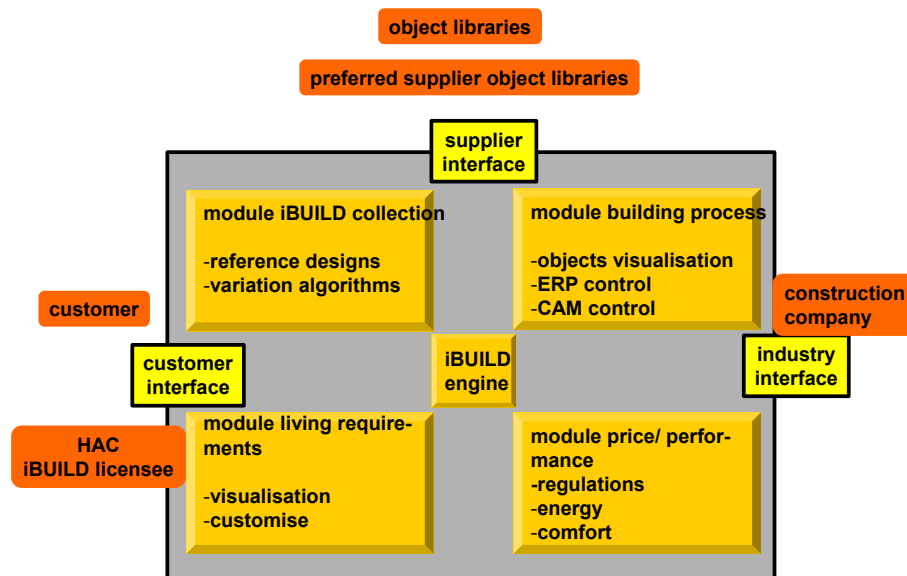 object libraries
preferred supplier object libraries
supplier
interface
module iBUILD collection
-reference designs
-variation algorithms
module building process
-objects visualisation
-ERP control
-CAM control
customer
construction
company
customer
interface
iBUILD
engine
industry
interface
HAC
iBUILD licensee
module living require-
ments
-visualisation
-customise
module price/ perfor-
mance
-regulations
-energy
-comfort